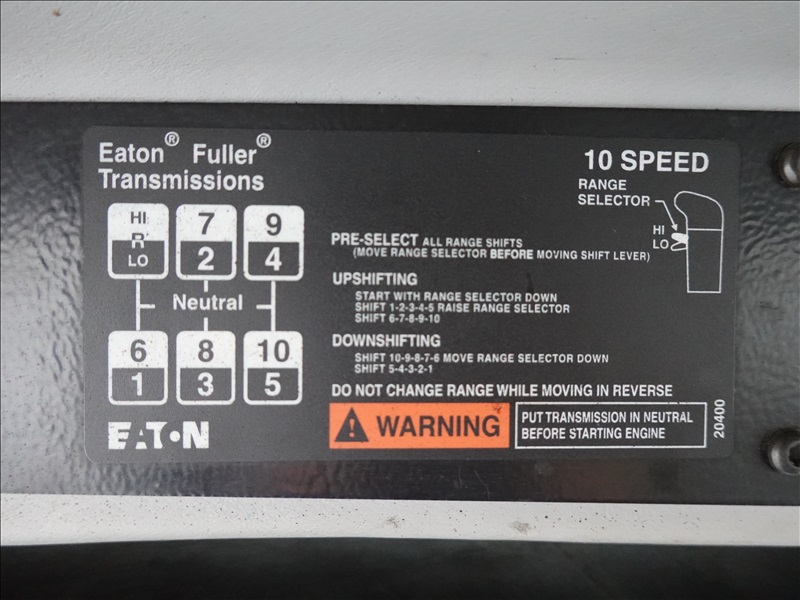 Eaton® Fuller®
Transmissions
10 SPEED
RANGE
SELECTOR
HI
LO
HI
R
LO
7
2
9
4
Neutral
6
1
8
3
10
5
PRE-SELECT ALL RANGE SHIFTS
(MOVE RANGE SELECTOR BEFORE MOVING SHIFT LEVER)
UPSHIFTING
START WITH RANGE SELECTOR DOWN
SHIFT 1-2-3-4-5 RAISE RANGE SELECTOR
SHIFT 6-7-8-9-10
DOWNSHIFTING
SHIFT 10-9-8-7-6 MOVE RANGE SELECTOR DOWN
SHIFT 5-4-3-2-1
DO NOT CHANGE RANGE WHILE MOVING IN REVERSE
WARNING
PUT TRANSMISSION IN NEUTRAL
BEFORE STARTING ENGINE
20400
EATON